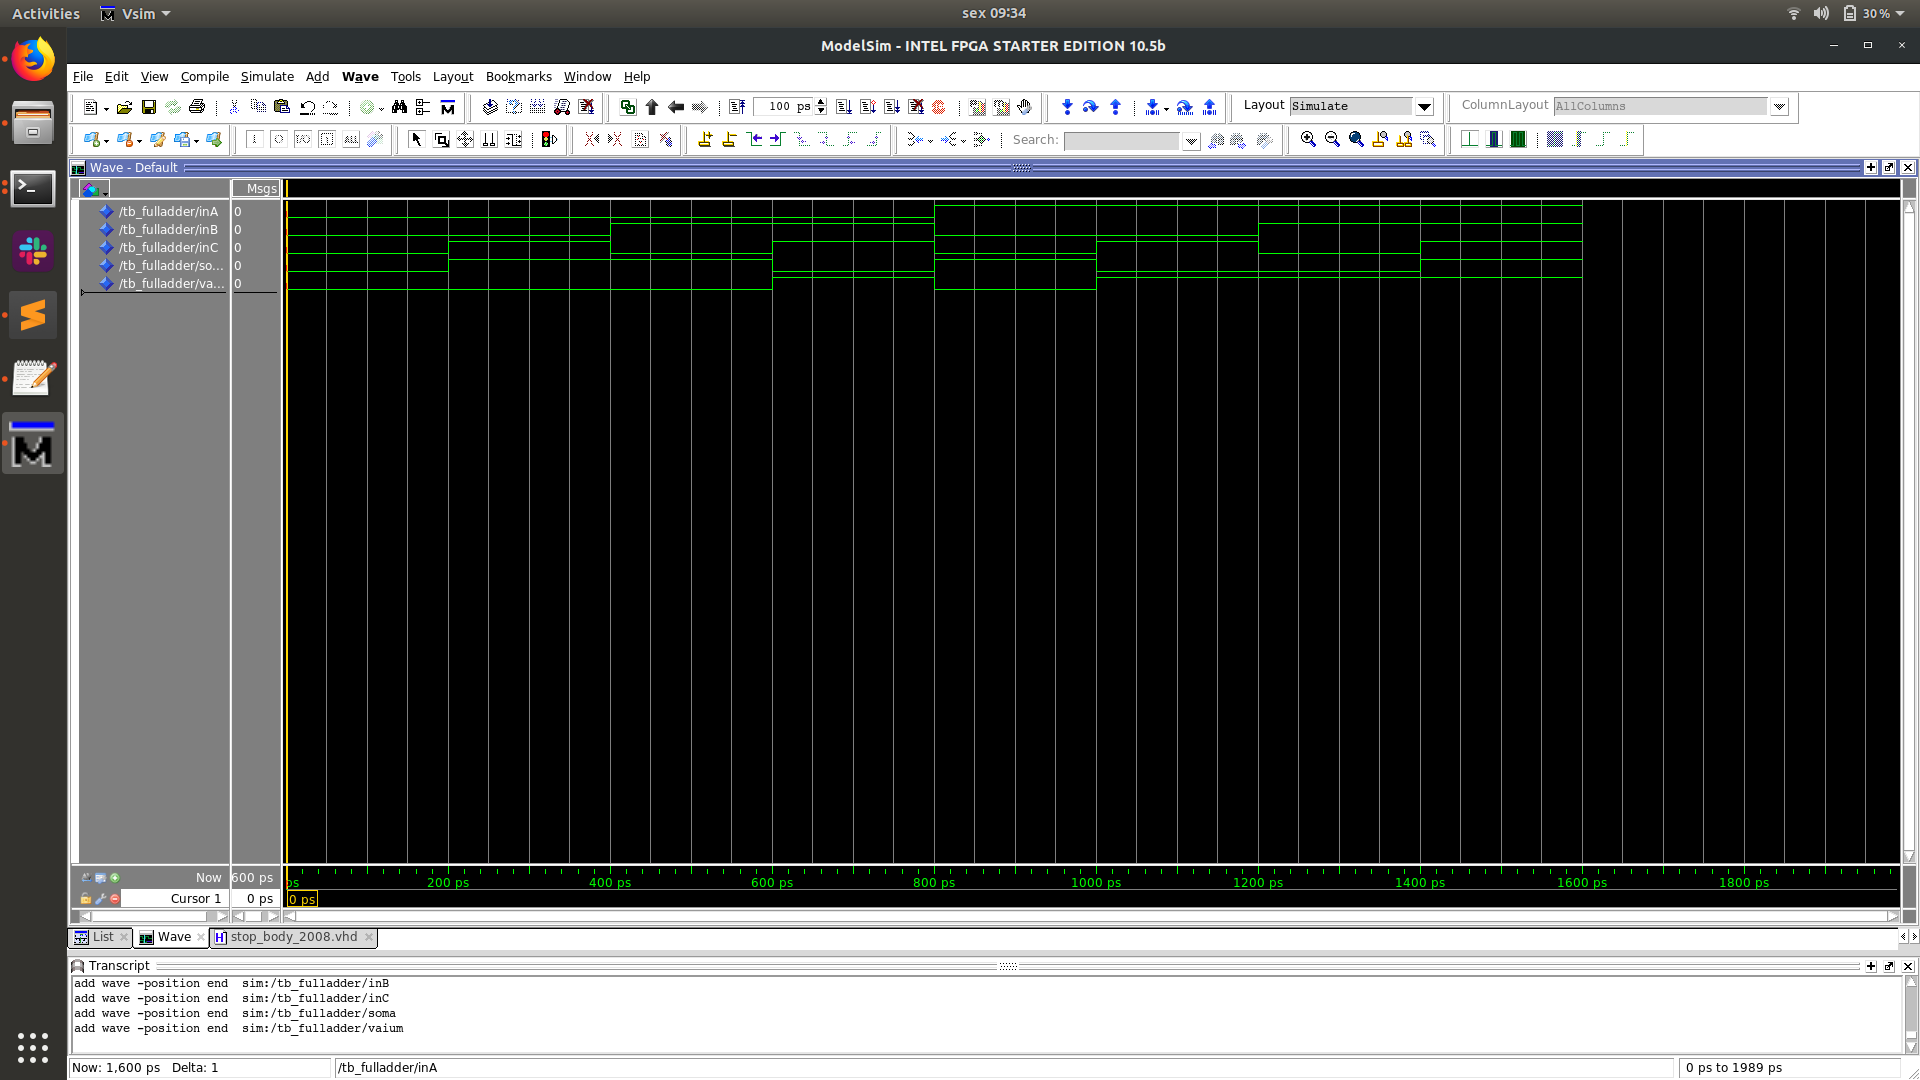 Activities Vsim sex 09:34 30 %
ModelSim - INTEL FPGA STARTER EDITION 10.5b
File Edit View Compile Simulate Add Wave Tools Layout Bookmarks Window Help
100 ps Layout Simulate ColumnLayout AllColumns
Search:
Wave - Default
Msgs
/tb_fulladder/inA 0
/tb_fulladder/inB 0
/tb_fulladder/inC 0
/tb_fulladder/so... 0
/tb_fulladder/va... 0
Now 600 ps ps 200 ps 400 ps 600 ps 800 ps 1000 ps 1200 ps 1400 ps 1600 ps 1800 ps
Cursor 1 0 ps 0 ps
List Wave stop_body_2008.vhd
Transcript
add wave -position end sim:/tb_fulladder/inB
add wave -position end sim:/tb_fulladder/inC
add wave -position end sim:/tb_fulladder/soma
add wave -position end sim:/tb_fulladder/vaium
Now: 1,600 ps Delta: 1 /tb_fulladder/inA 0 ps to 1989 ps